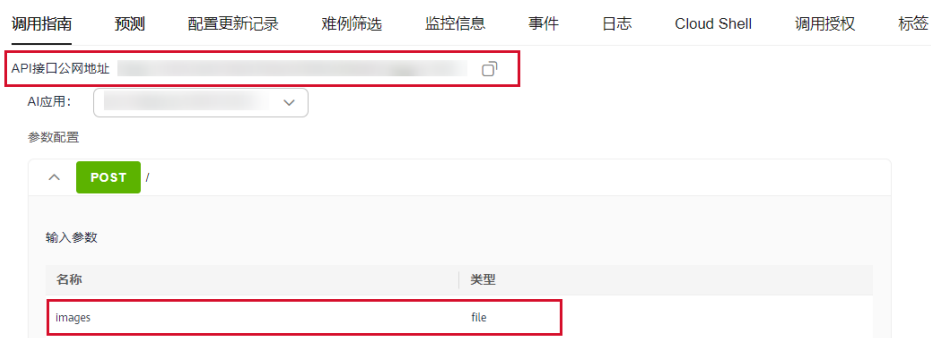 调用指南 预测 配置更新记录 难例筛选 监控信息 事件 日志 Cloud Shell 调用授权 标签
API接口公网地址
AI应用：
参数配置
POST /
输入参数
名称 类型
images file